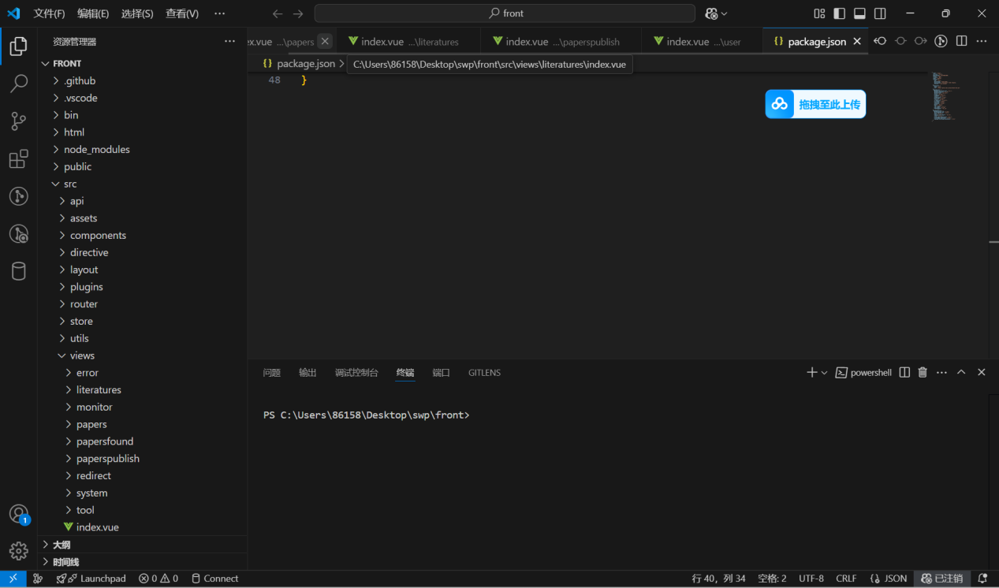 文件(F) 编辑(E) 选择(S) 查看(V) ··· front
资源管理器 ···
ex.vue ...\papers index.vue ...\literatures index.vue ...\paperspublish index.vue ...\user {} package.json ···
{} package.json > C:\Users\86158\Desktop\swp\front\src\views\literatures\index.vue
48 }
拖拽至此上传
FRONT
.github
.vscode
bin
html
node_modules
public
src
api
assets
components
directive
layout
plugins
router
store
utils
views
error
literatures
monitor
papers
papersfound
paperspublish
redirect
system
tool
index.vue
大纲
时间线
问题 输出 调试控制台 终端 端口 GITLENS powershell ···
PS C:\Users\86158\Desktop\swp\front>
1
Launchpad 0 0 Connect 行 40，列 34 空格: 2 UTF-8 CRLF {} JSON 已注销